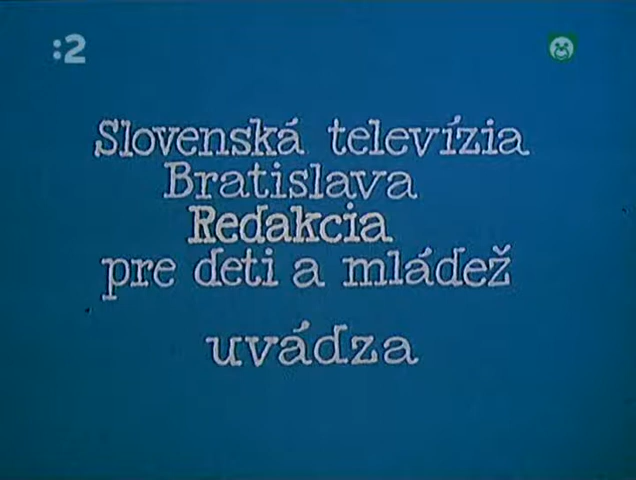 :2
Slovenská televízia
Bratislava
Redakcia
pre deti a mládež
uvádza